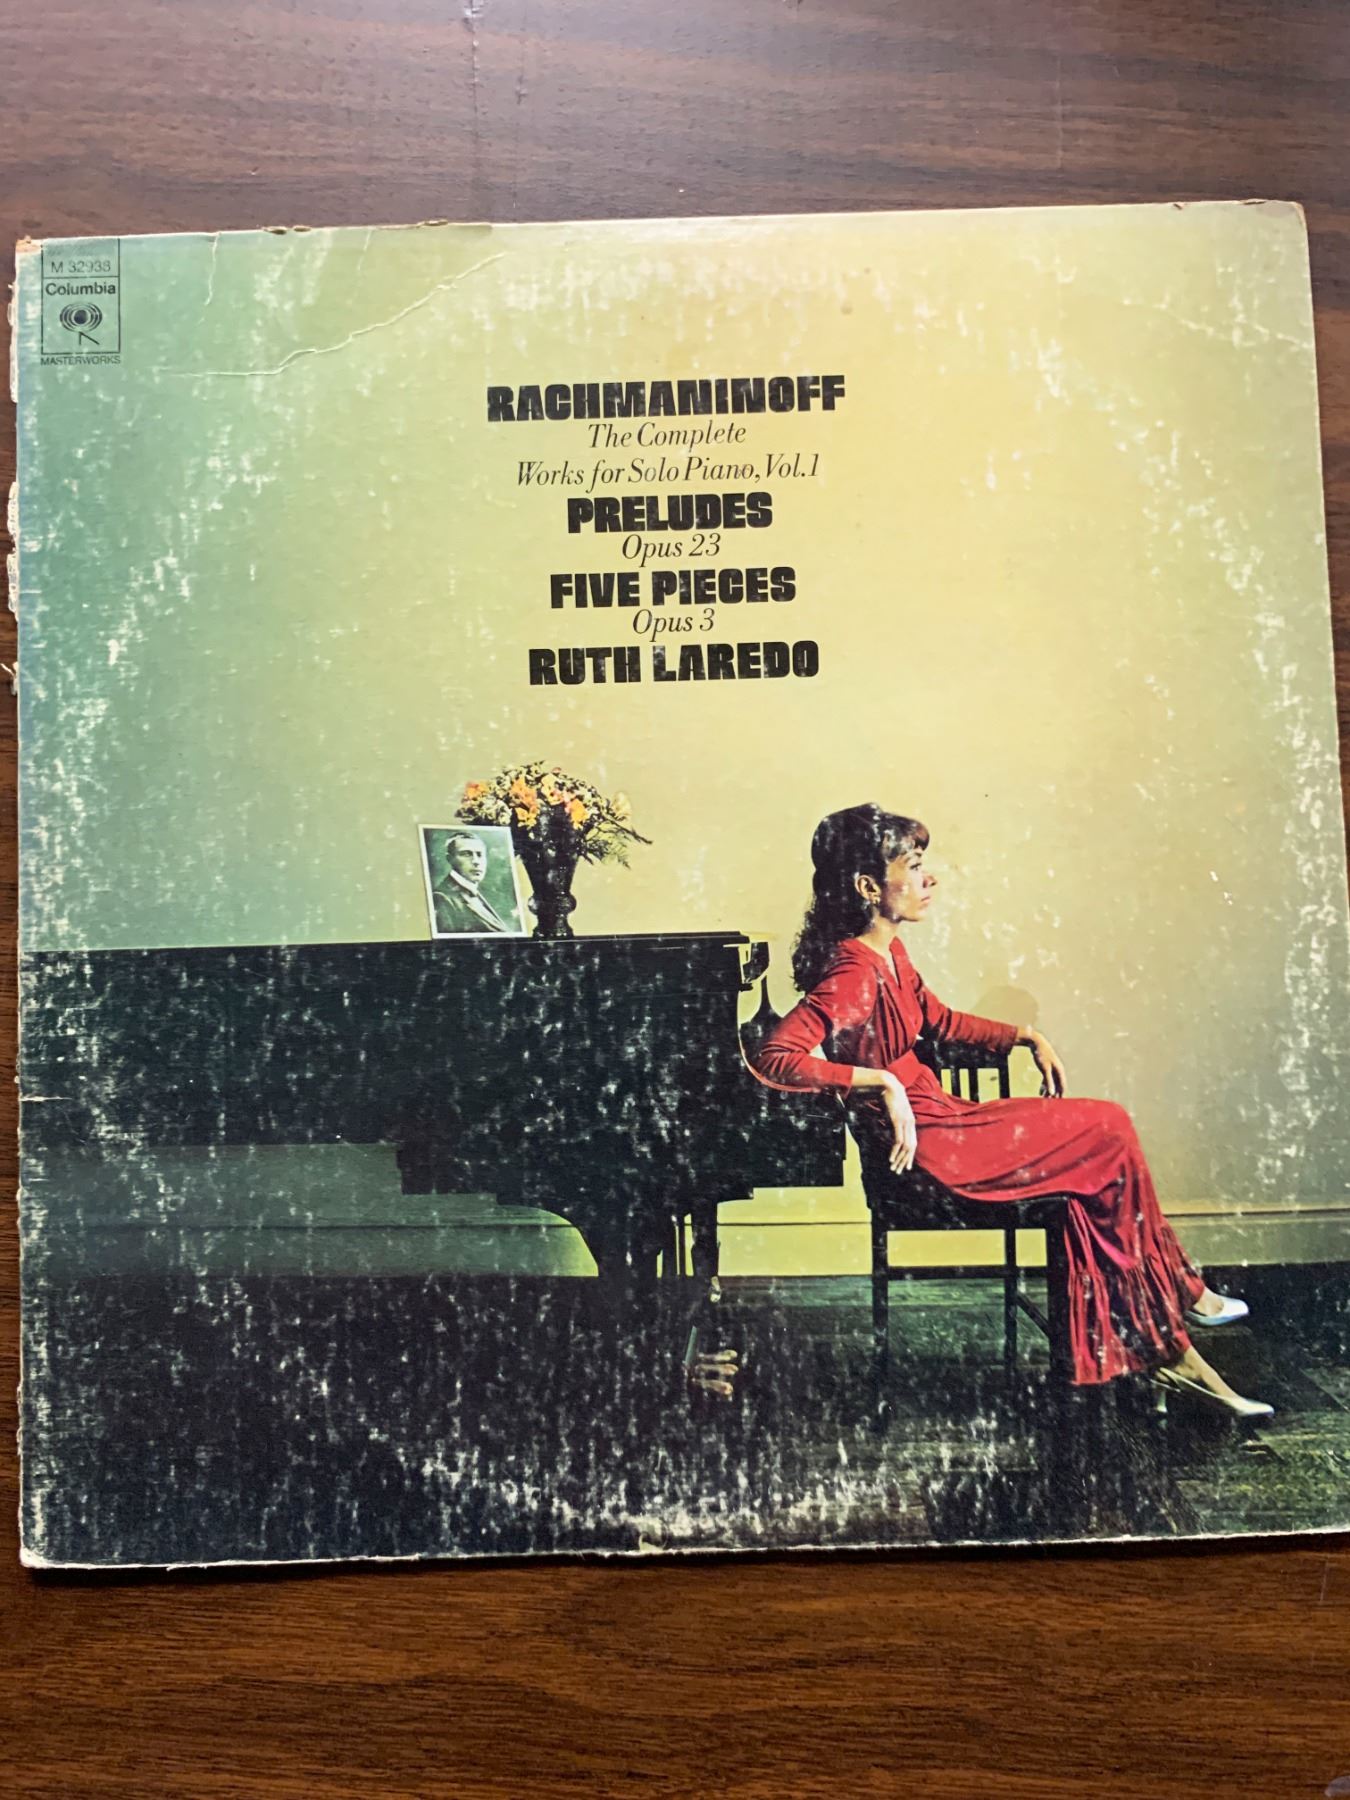 M 32938
Columbia
MASTERWORKS
RACHMANINOFF
The Complete
Works for Solo Piano, Vol.1
PRELUDES
Opus 23
FIVE PIECES
Opus 3
RUTH LAREDO